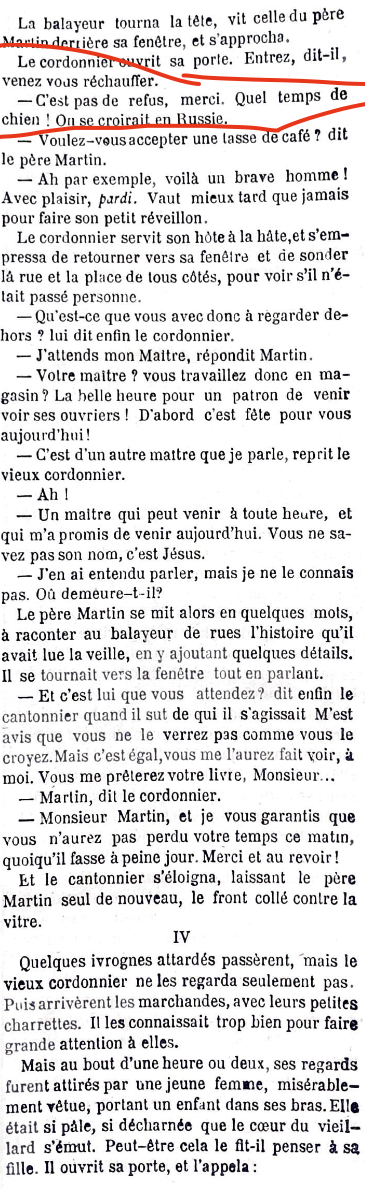 La balayeur tourna la tête, vit celle du père
Martin derrière sa fenêtre, et s'approcha.
Le cordonnier ouvrit sa porte. Entrez, dit-il,
venez vous réchauffer.
— C'est pas de refus, merci. Quel temps de
chien ! On se croirait en Russie.
— Voulez-vous accepter une tasse de café ? dit
le père Martin.
— Ah par exemple, voilà un brave homme !
Avec plaisir, pardi. Vaut mieux tard que jamais
pour faire son petit réveillon.
Le cordonnier servit son hôte à la hâte, et s'em-
pressa de retourner vers sa fenêtre et de sonder
là rue et la place de tous côtés, pour voir s'il n'é-
tait passé personne.
— Qu'est-ce que vous avec donc à regarder de-
hors ? lui dit enfin le cordonnier.
— J'attends mon Maître, répondit Martin.
— Votre maître ? vous travaillez donc en ma-
gasin ? La belle heure pour un patron de venir
voir ses ouvriers ! D'abord c'est fête pour vous
aujourd'hui !
— C'est d'un autre maître que je parle, reprit le
vieux cordonnier.
— Ah !
— Un maître qui peut venir à toute heure, et
qui m'a promis de venir aujourd'hui. Vous ne sa-
vez pas son nom, c'est Jésus.
— J'en ai entendu parler, mais je ne le connais
pas. Où demeure-t-il?
Le père Martin se mit alors en quelques mots,
à raconter au balayeur de rues l'histoire qu'il
avait lue la veille, en y ajoutant quelques détails.
Il se tournait vers la fenêtre tout en parlant.
— Et c'est lui que vous attendez ? dit enfin le
cantonnier quand il sut de qui il s'agissait M'est
avis que vous ne le verrez pas comme vous le
croyez. Mais c'est égal, vous me l'aurez fait voir, à
moi. Vous me prêterez votre livre, Monsieur...
— Martin, dit le cordonnier.
— Monsieur Martin, et je vous garantis que
vous n'aurez pas perdu votre temps ce matin,
quoiqu'il fasse à peine jour. Merci et au revoir !
Et le cantonnier s'éloigna, laissant le père
Martin seul de nouveau, le front collé contre la
vitre.
IV
Quelques ivrognes attardés passèrent, mais le
vieux cordonnier ne les regarda seulement pas.
Puis arrivèrent les marchandes, avec leurs petites
charrettes. Il les connaissait trop bien pour faire
grande attention à elles.
Mais au bout d'une heure ou deux, ses regards
furent attirés par une jeune femme, misérable-
ment vêtue, portant un enfant dans ses bras. Elle
était si pâle, si décharnée que le cœur du vieil-
lard s'émut. Peut-être cela le fit-il penser à sa
fille. Il ouvrit sa porte, et l'appela :